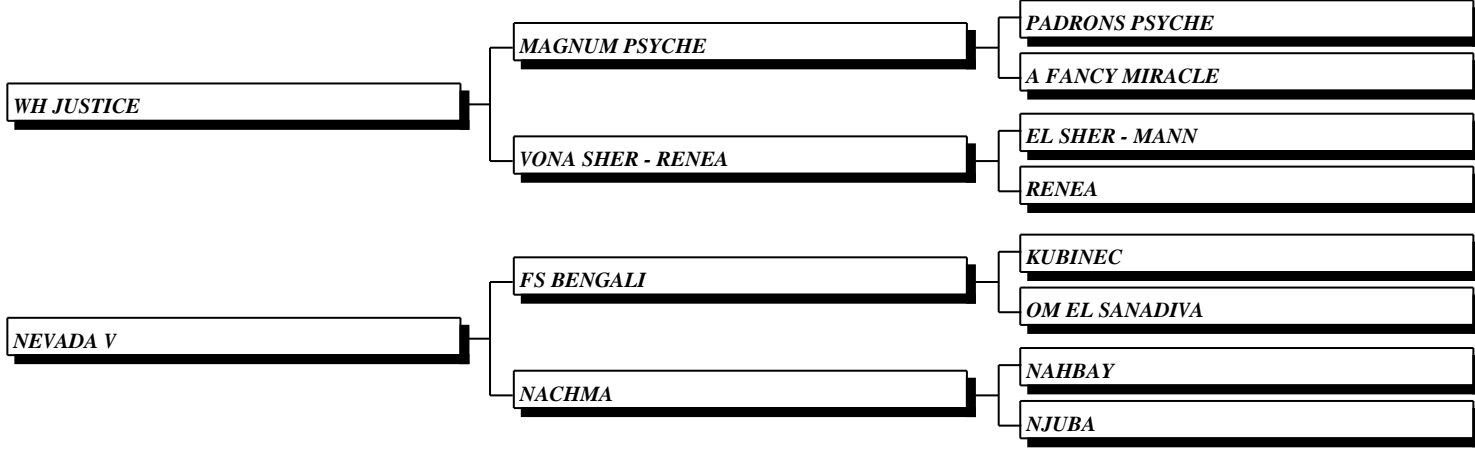 PADRONS PSYCHE
MAGNUM PSYCHE
A FANCY MIRACLE
WH JUSTICE
EL SHER - MANN
VONA SHER - RENEA
RENEA
KUBINEC
FS BENGALI
OM EL SANADIVA
NEVADA V
NAHBAY
NACHMA
NJUBA